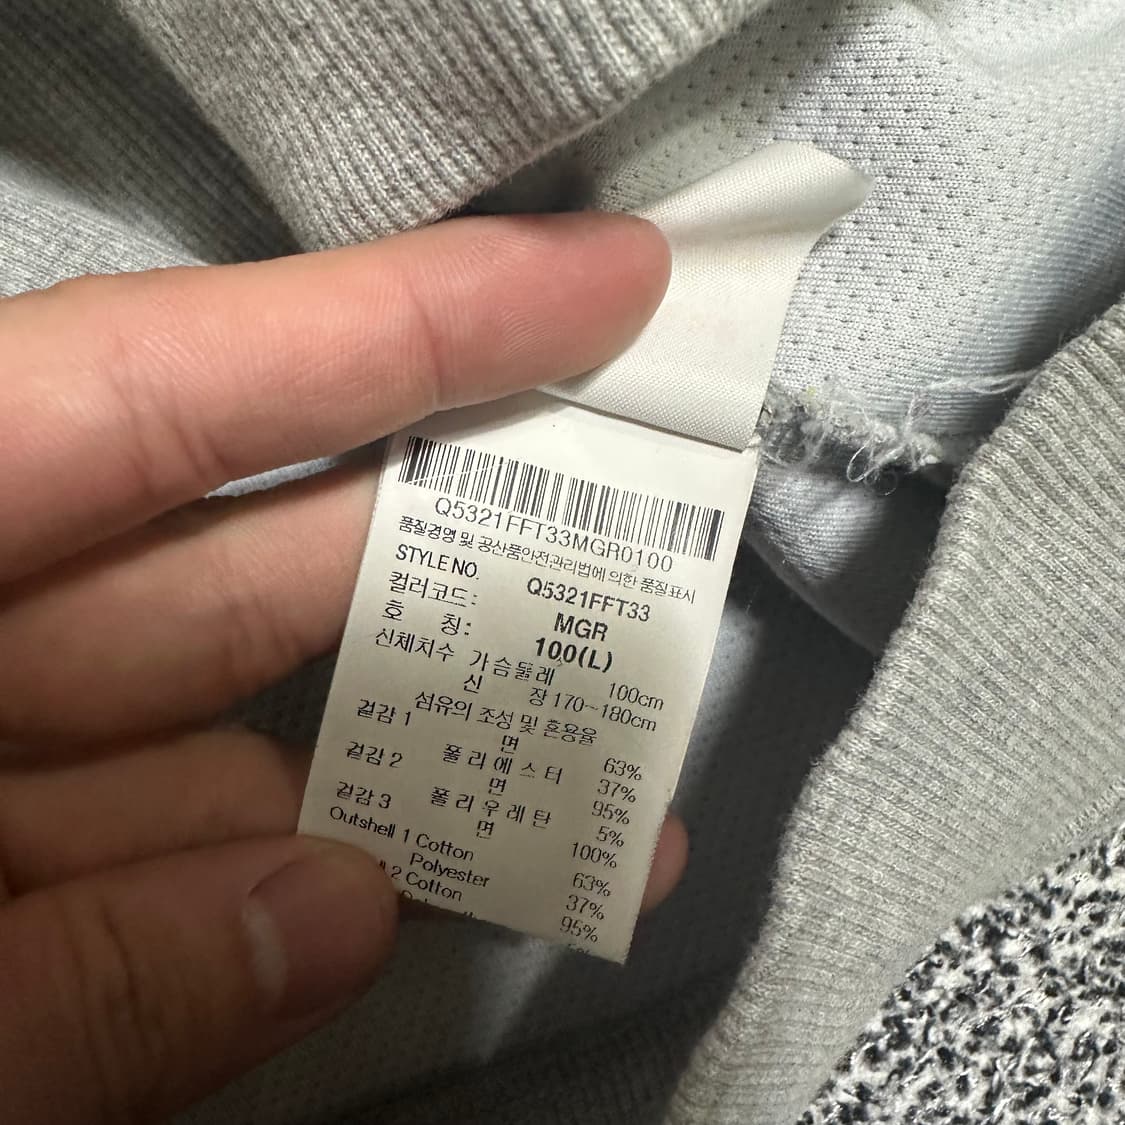 Q5321FFT33MGR0100
품질경영 및 공산품안전관리법에 의한 품질표시
STYLE NO. Q5321FFT33
컬러코드: MGR
호 칭: 100(L)
신체치수 가슴둘레 100cm
신 장 170~180cm
섬유의 조성 및 혼용율
겉감 1 면 63%
폴리에스터 37%
겉감 2 면 95%
폴리우레탄 5%
겉감 3 면 100%
Outshell 1 Cotton 63%
Polyester 37%
2 Cotton 95%